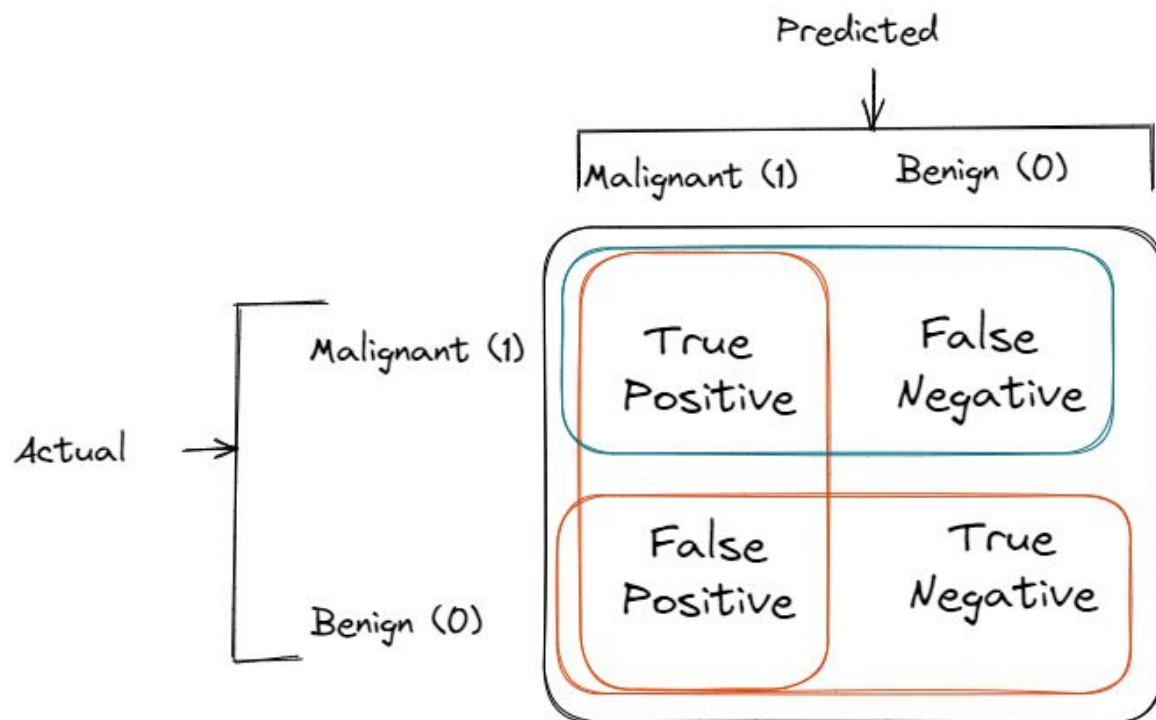 Predicted
Malignant (1) Benign (0)
Malignant (1)
True
Positive
False
Negative
Actual
Benign (0)
False
Positive
True
Negative